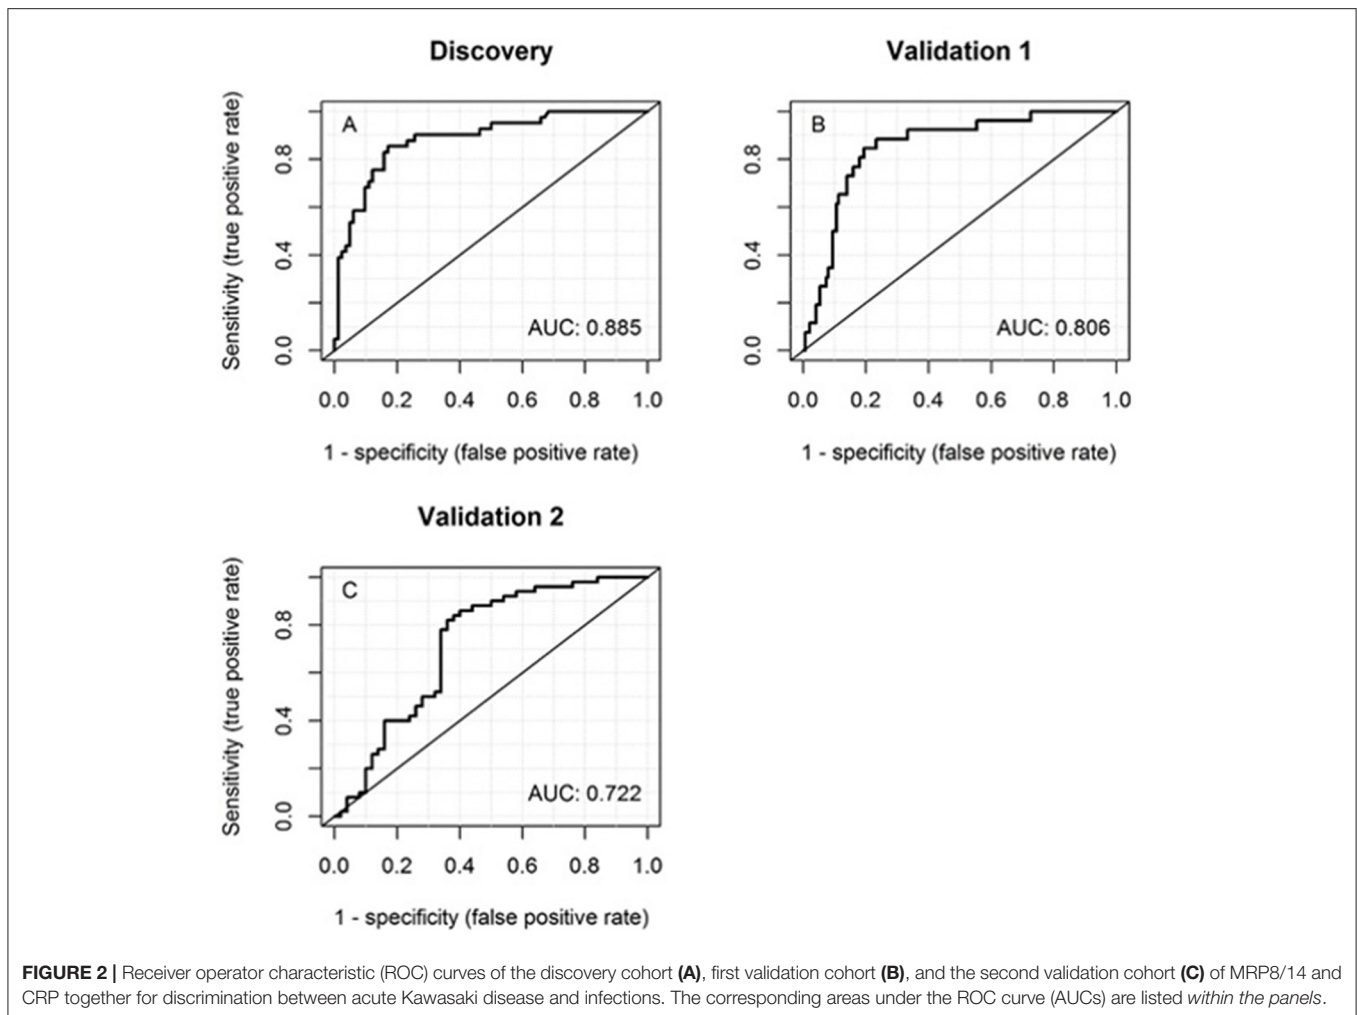 Discovery
Validation 1
A
B
Sensitivity (true positive rate)
0.0 0.4 0.8
AUC: 0.885
0.0 0.2 0.4 0.6 0.8 1.0
1 - specificity (false positive rate)
0.0 0.4 0.8
AUC: 0.806
0.0 0.2 0.4 0.6 0.8 1.0
1 - specificity (false positive rate)
Validation 2
C
Sensitivity (true positive rate)
0.0 0.4 0.8
AUC: 0.722
0.0 0.2 0.4 0.6 0.8 1.0
1 - specificity (false positive rate)
FIGURE 2 | Receiver operator characteristic (ROC) curves of the discovery cohort (A), first validation cohort (B), and the second validation cohort (C) of MRP8/14 and
CRP together for discrimination between acute Kawasaki disease and infections. The corresponding areas under the ROC curve (AUCs) are listed within the panels.